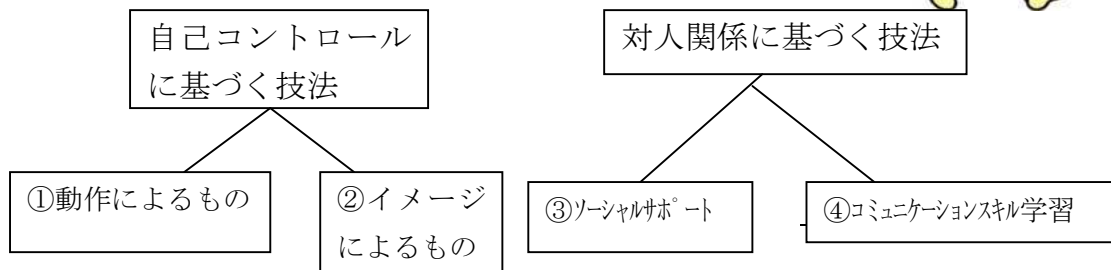 自己コントロール
に基づく技法
対人関係に基づく技法
①動作によるもの
②イメージ
によるもの
③ソーシャルサポート
④コミュニケーションスキル学習